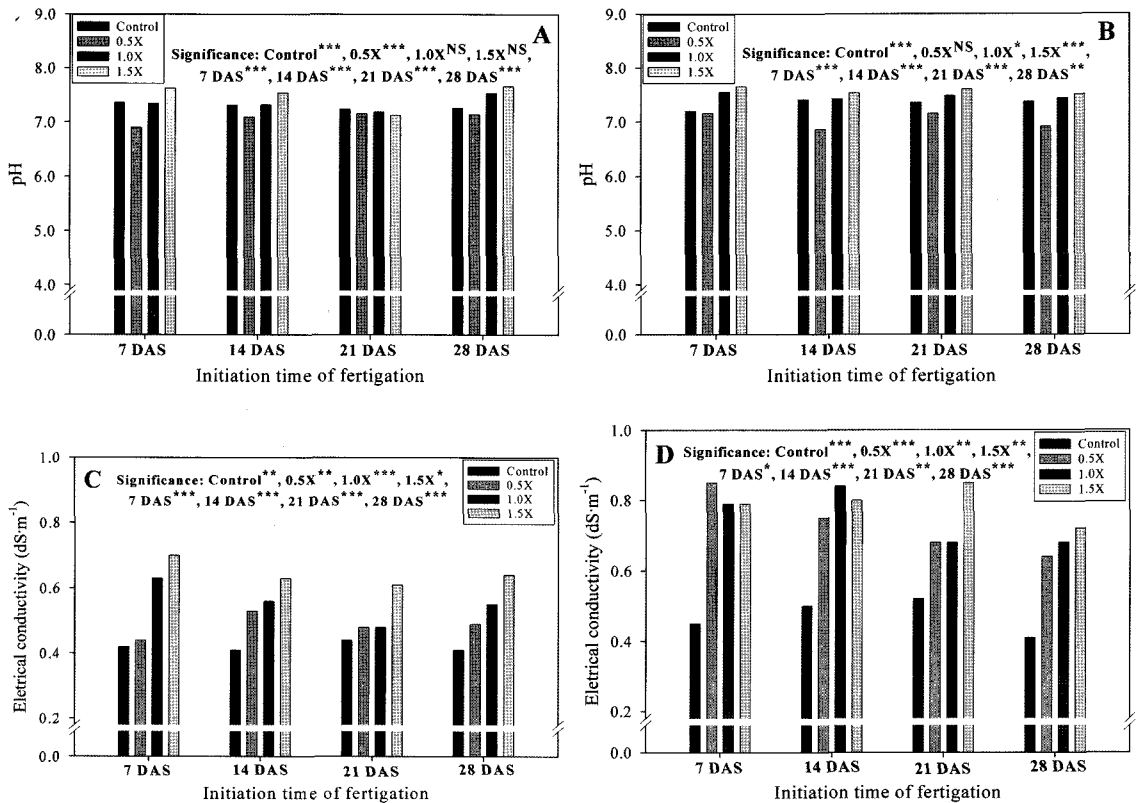 9.0
8.0
7.0
6.0
5.0
4.0
0.0
pH
Control
0.5X
1.0X
1.5X
A
Significance: Control***, 0.5X***, 1.0X^NS, 1.5X^NS,
7 DAS***, 14 DAS***, 21 DAS***, 28 DAS***
7 DAS
14 DAS
21 DAS
28 DAS
Initiation time of fertigation
9.0
8.0
7.0
6.0
5.0
4.0
0.0
pH
Control
0.5X
1.0X
1.5X
B
Significance: Control***, 0.5X^NS, 1.0X*, 1.5X***,
7 DAS***, 14 DAS***, 21 DAS***, 28 DAS**
7 DAS
14 DAS
21 DAS
28 DAS
Initiation time of fertigation
1.0
0.8
0.6
0.4
0.2
0.0
Eletrical conductivity (dS·m⁻¹)
C
Significance: Control**, 0.5X**, 1.0X***, 1.5X*,
7 DAS***, 14 DAS***, 21 DAS***, 28 DAS***
Control
0.5X
1.0X
1.5X
7 DAS
14 DAS
21 DAS
28 DAS
Initiation time of fertigation
1.0
0.8
0.6
0.4
0.2
0.0
Eletrical conductivity (dS·m⁻¹)
D
Significance: Control***, 0.5X***, 1.0X**, 1.5X**,
7 DAS*, 14 DAS***, 21 DAS**, 28 DAS***
Control
0.5X
1.0X
1.5X
7 DAS
14 DAS
21 DAS
28 DAS
Initiation time of fertigation